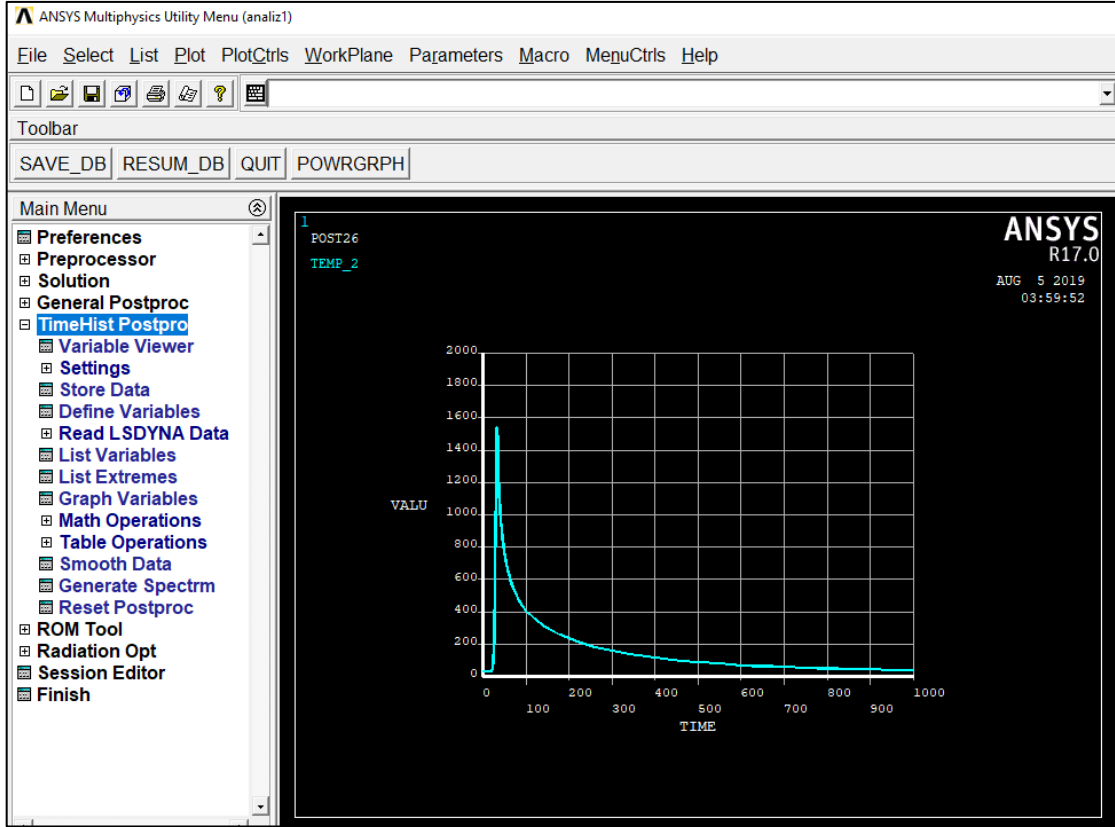 ANSYS Multiphysics Utility Menu (analiz1)
File Select List Plot PlotCtrls WorkPlane Parameters Macro MenuCtrls Help
Toolbar
SAVE_DB RESUM_DB QUIT POWRGRPH
Main Menu
Preferences
Preprocessor
Solution
General Postproc
TimeHist Postpro
Variable Viewer
Settings
Store Data
Define Variables
Read LSDYNA Data
List Variables
List Extremes
Graph Variables
Math Operations
Table Operations
Smooth Data
Generate Spectrm
Reset Postproc
ROM Tool
Radiation Opt
Session Editor
Finish
1
POST26
TEMP_2
ANSYS
R17.0
AUG 5 2019
03:59:52
2000
1800
1600
1400
1200
1000
800
600
400
200
0
VALU
0 200 400 600 800 1000
100 300 500 700 900
TIME